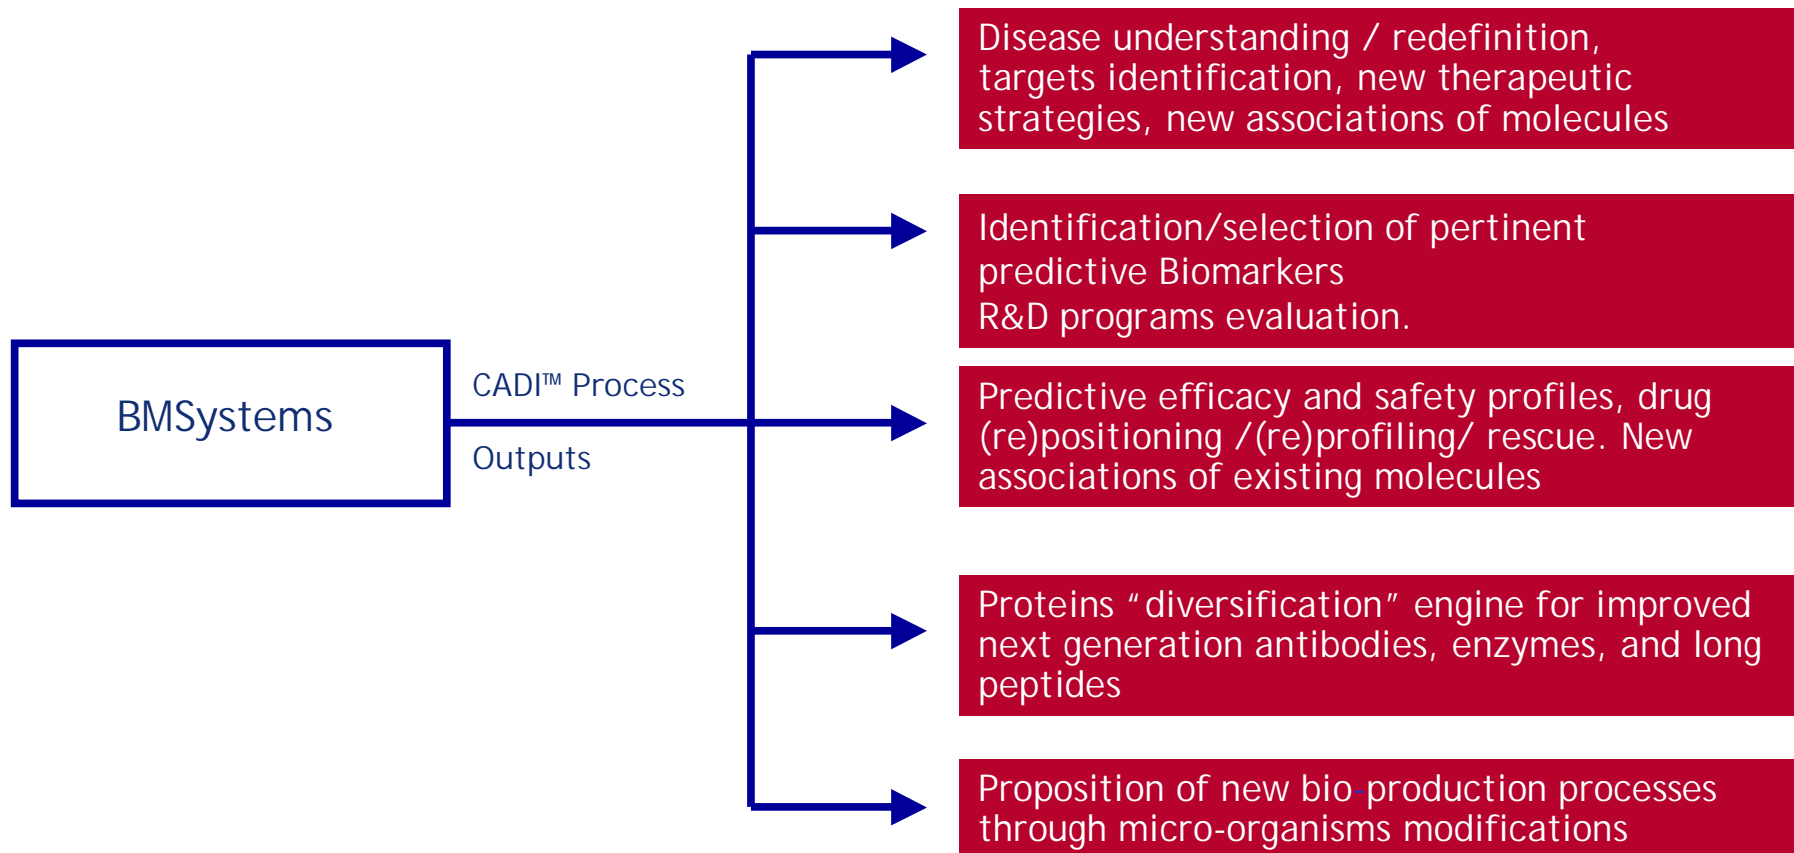 Disease understanding / redefinition,
targets identification, new therapeutic
strategies, new associations of molecules
Identification/selection of pertinent
predictive Biomarkers
R&D programs evaluation.
BMSystems
CADI™ Process
Outputs
Predictive efficacy and safety profiles, drug
(re)positioning /(re)profiling/ rescue. New
associations of existing molecules
Proteins “diversification” engine for improved
next generation antibodies, enzymes, and long
peptides
Proposition of new bio-production processes
through micro-organisms modifications